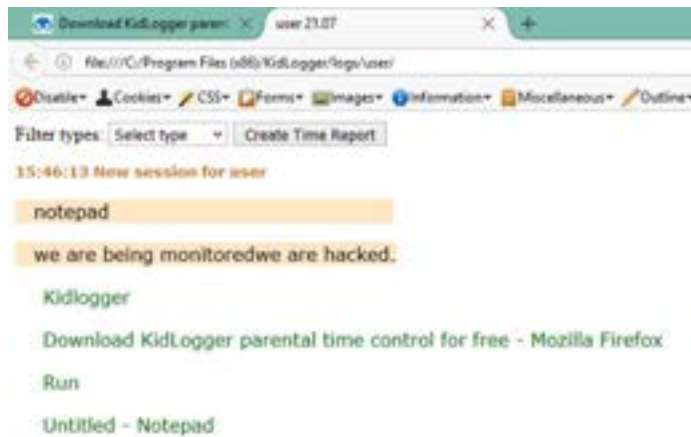 Download KidLogger paren
user 21.07
file:///C:/Program Files (x86)/KidLogger/logs/user/
Disable Cookies CSS Forms Images Information Miscellaneous Outline
Filter types: Select type Create Time Report
15:46:13 New session for user
notepad
we are being monitoredwe are hacked.
Kidlogger
Download KidLogger parental time control for free - Mozilla Firefox
Run
Untitled - Notepad